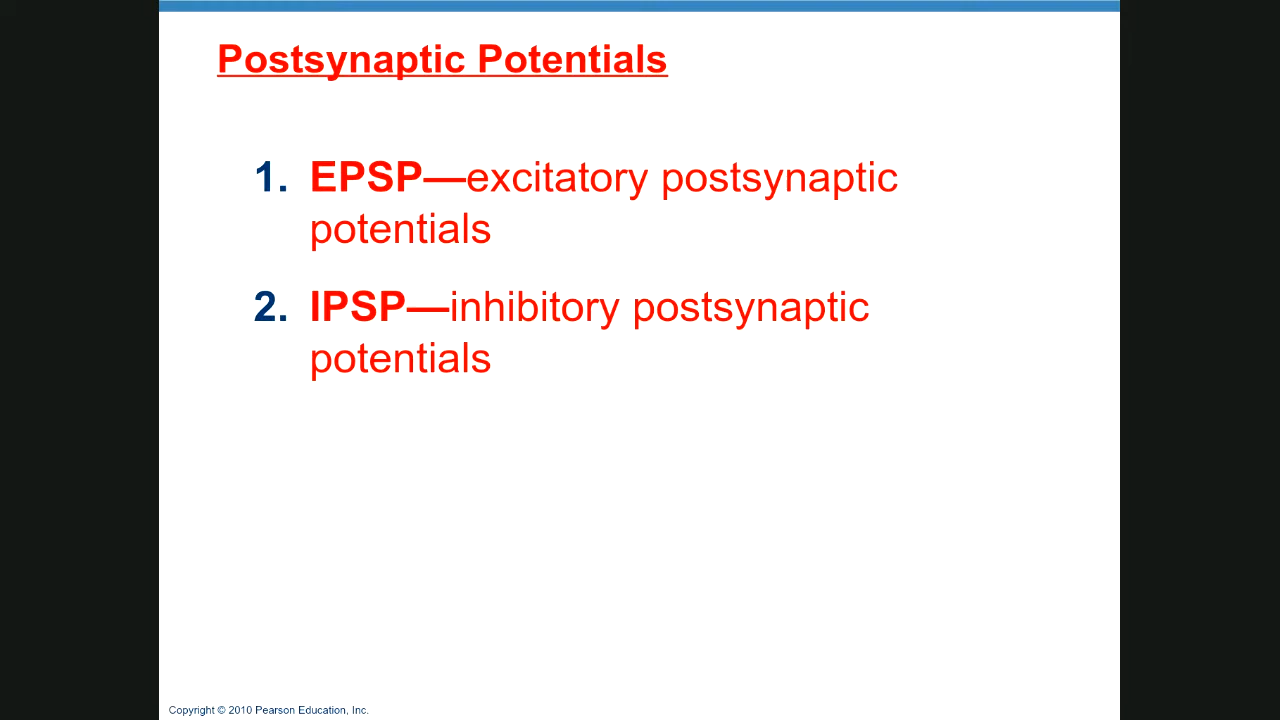 Postsynaptic Potentials
1. EPSP—excitatory postsynaptic
potentials
2. IPSP—inhibitory postsynaptic
potentials
Copyright © 2010 Pearson Education, Inc.